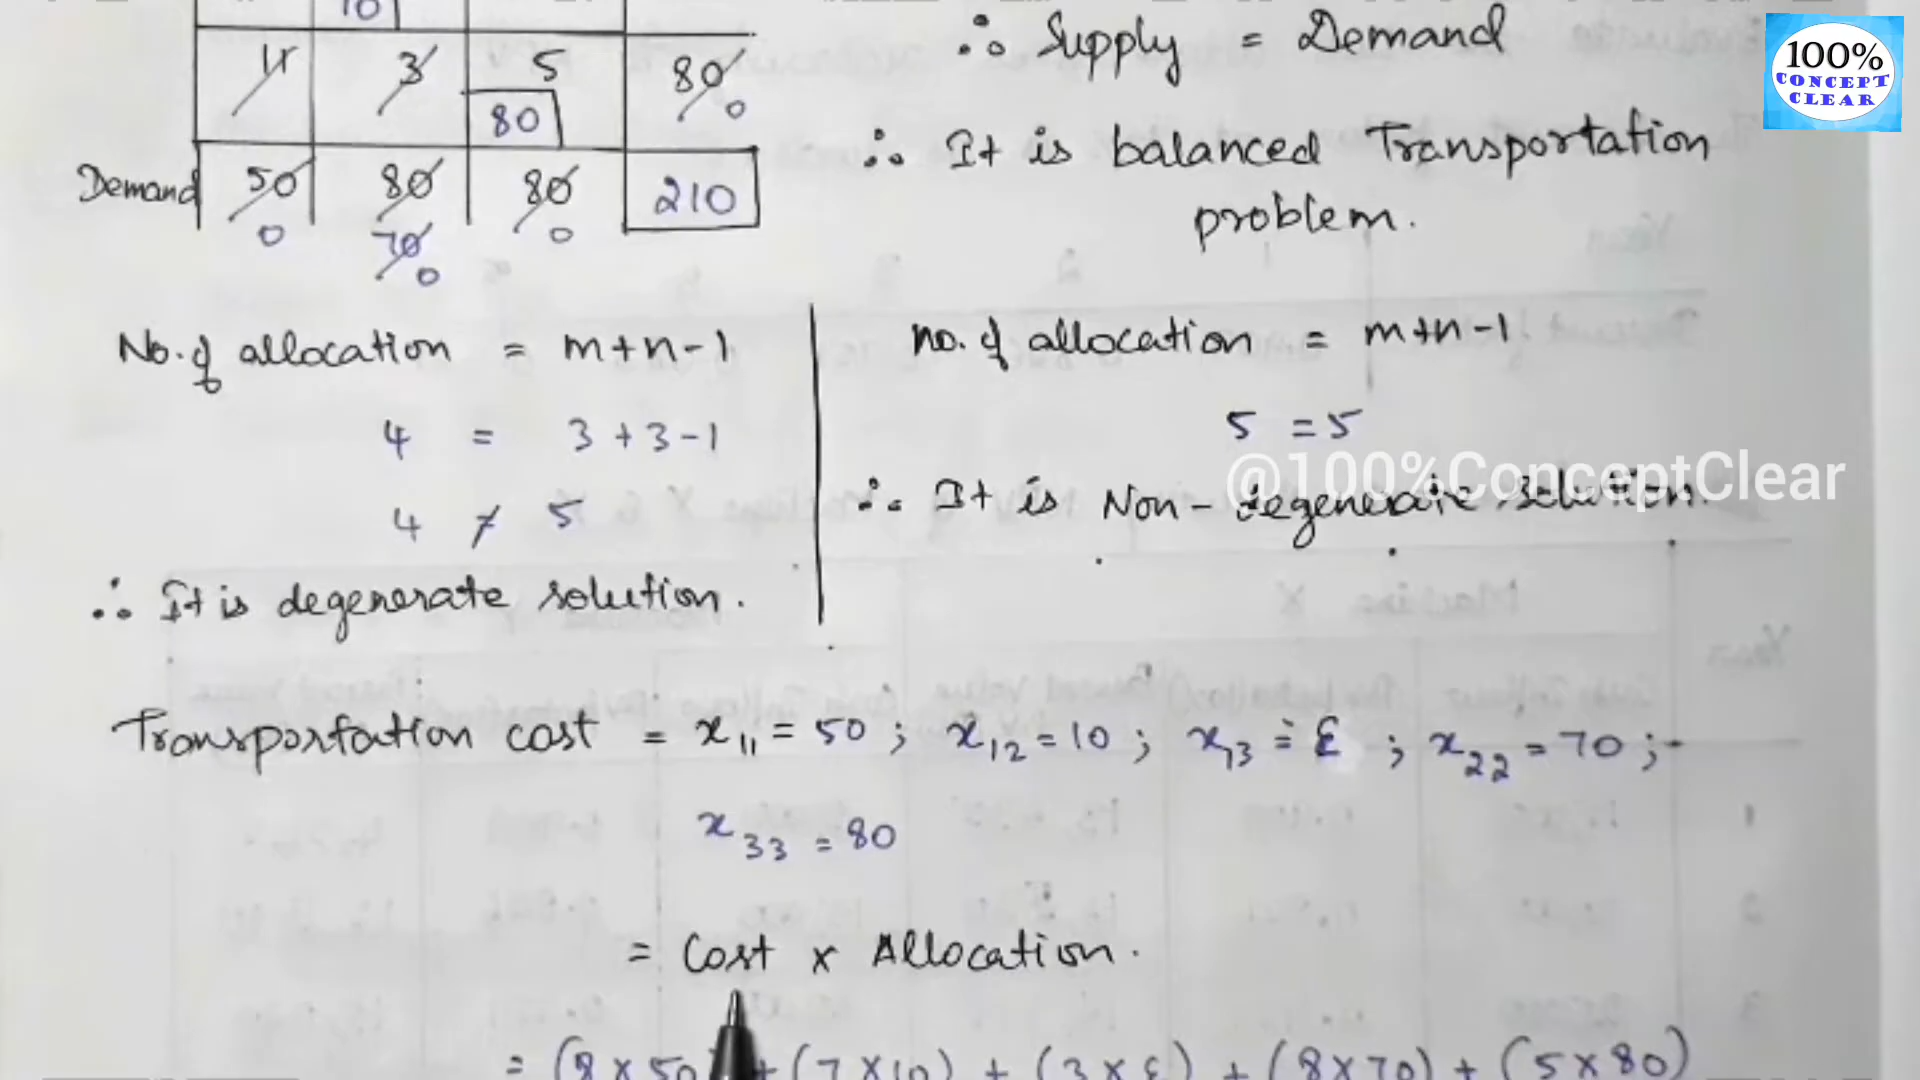 10
11 3 5 80
0
80
Demand 50 80 80 210
0 70 0
0
∴ Supply = Demand
∴ It is balanced Transportation
problem.
100%
CONCEPT
CLEAR
No. of allocation = m+n-1
4 = 3+3-1
4 ≠ 5
∴ It is degenerate solution.
no. of allocation = m+n-1
5 = 5
@100%ConceptClear
∴ It is Non-degenerate solution.
Transportation cost = x11 = 50 ; x12 = 10 ; x13 = ε ; x22 = 70 ;
x33 = 80
= Cost x Allocation.
= (8 x 50) + (7 x 10) + (3 x ε) + (8 x 70) + (5 x 80)